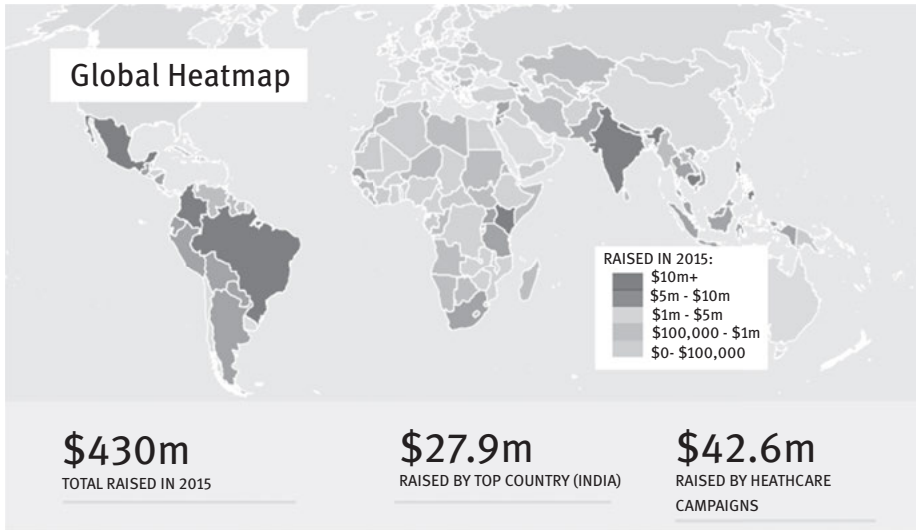 Global Heatmap
RAISED IN 2015:
$10m+
$5m - $10m
$1m - $5m
$100,000 - $1m
$0- $100,000
$430m
TOTAL RAISED IN 2015
$27.9m
RAISED BY TOP COUNTRY (INDIA)
$42.6m
RAISED BY HEATHCARE
CAMPAIGNS